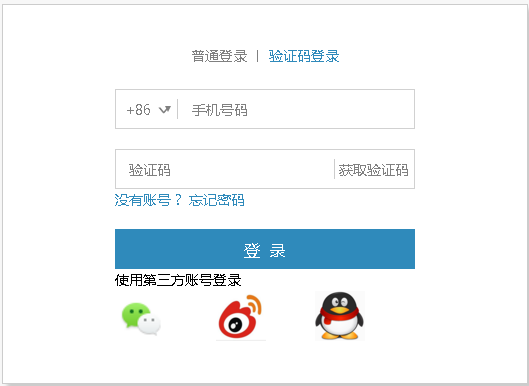 普通登录 | 验证码登录
+86 手机号码
验证码 获取验证码
没有账号？ 忘记密码
登 录
使用第三方账号登录